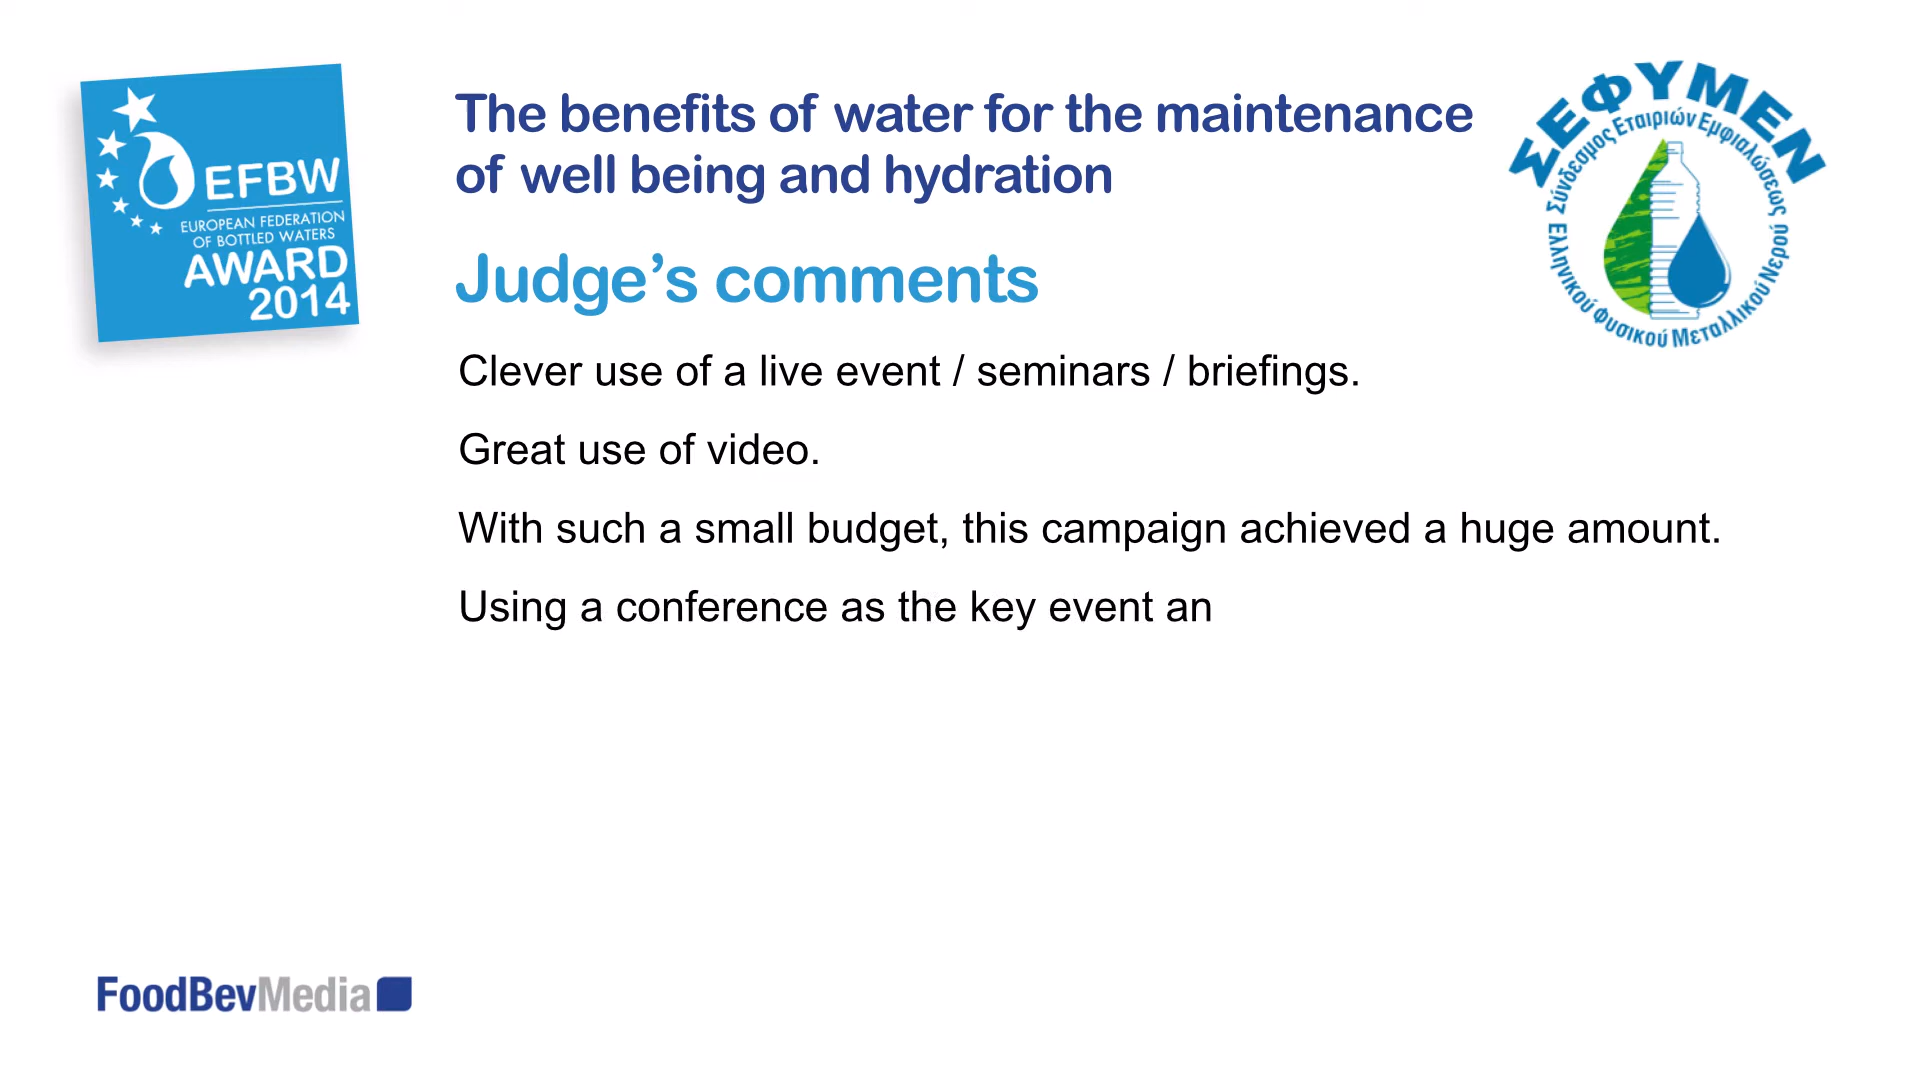 EFBW
EUROPEAN FEDERATION
OF BOTTLED WATERS
AWARD
2014
The benefits of water for the maintenance
of well being and hydration
ΣΕΦΥΜΕΝ
Σύνδεσμος Εταιριών Εμφιαλώσεως
Ελληνικού Φυσικού Μεταλλικού Νερού
Judge’s comments
Clever use of a live event / seminars / briefings.
Great use of video.
With such a small budget, this campaign achieved a huge amount.
Using a conference as the key event an
FoodBevMedia